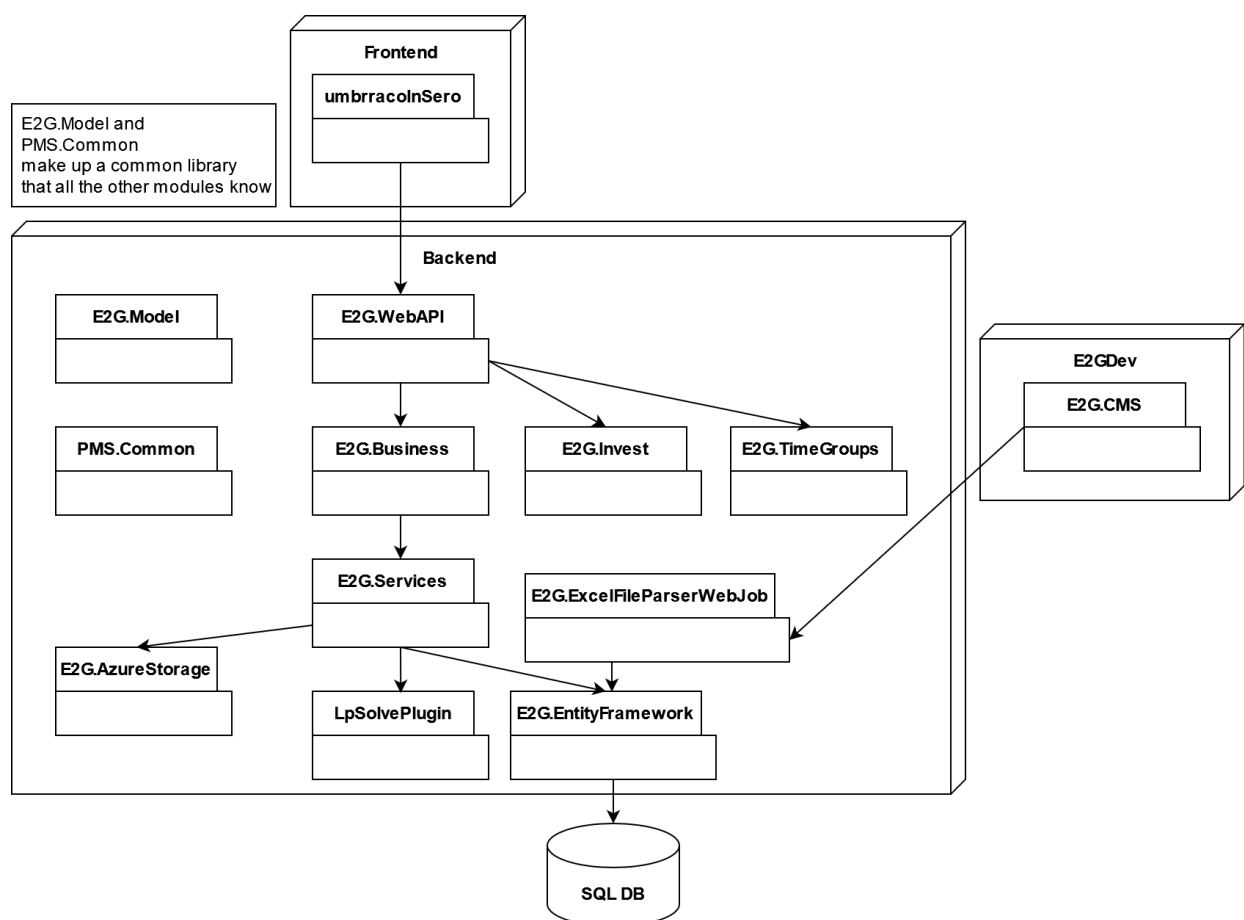 Frontend
umbrracoInSero
E2G.Model and
PMS.Common
make up a common library
that all the other modules know
Backend
E2G.Model
E2G.WebAPI
E2GDev
E2G.CMS
PMS.Common
E2G.Business
E2G.Invest
E2G.TimeGroups
E2G.Services
E2G.ExcelFileParserWebJob
E2G.AzureStorage
LpSolvePlugin
E2G.EntityFramework
SQL DB